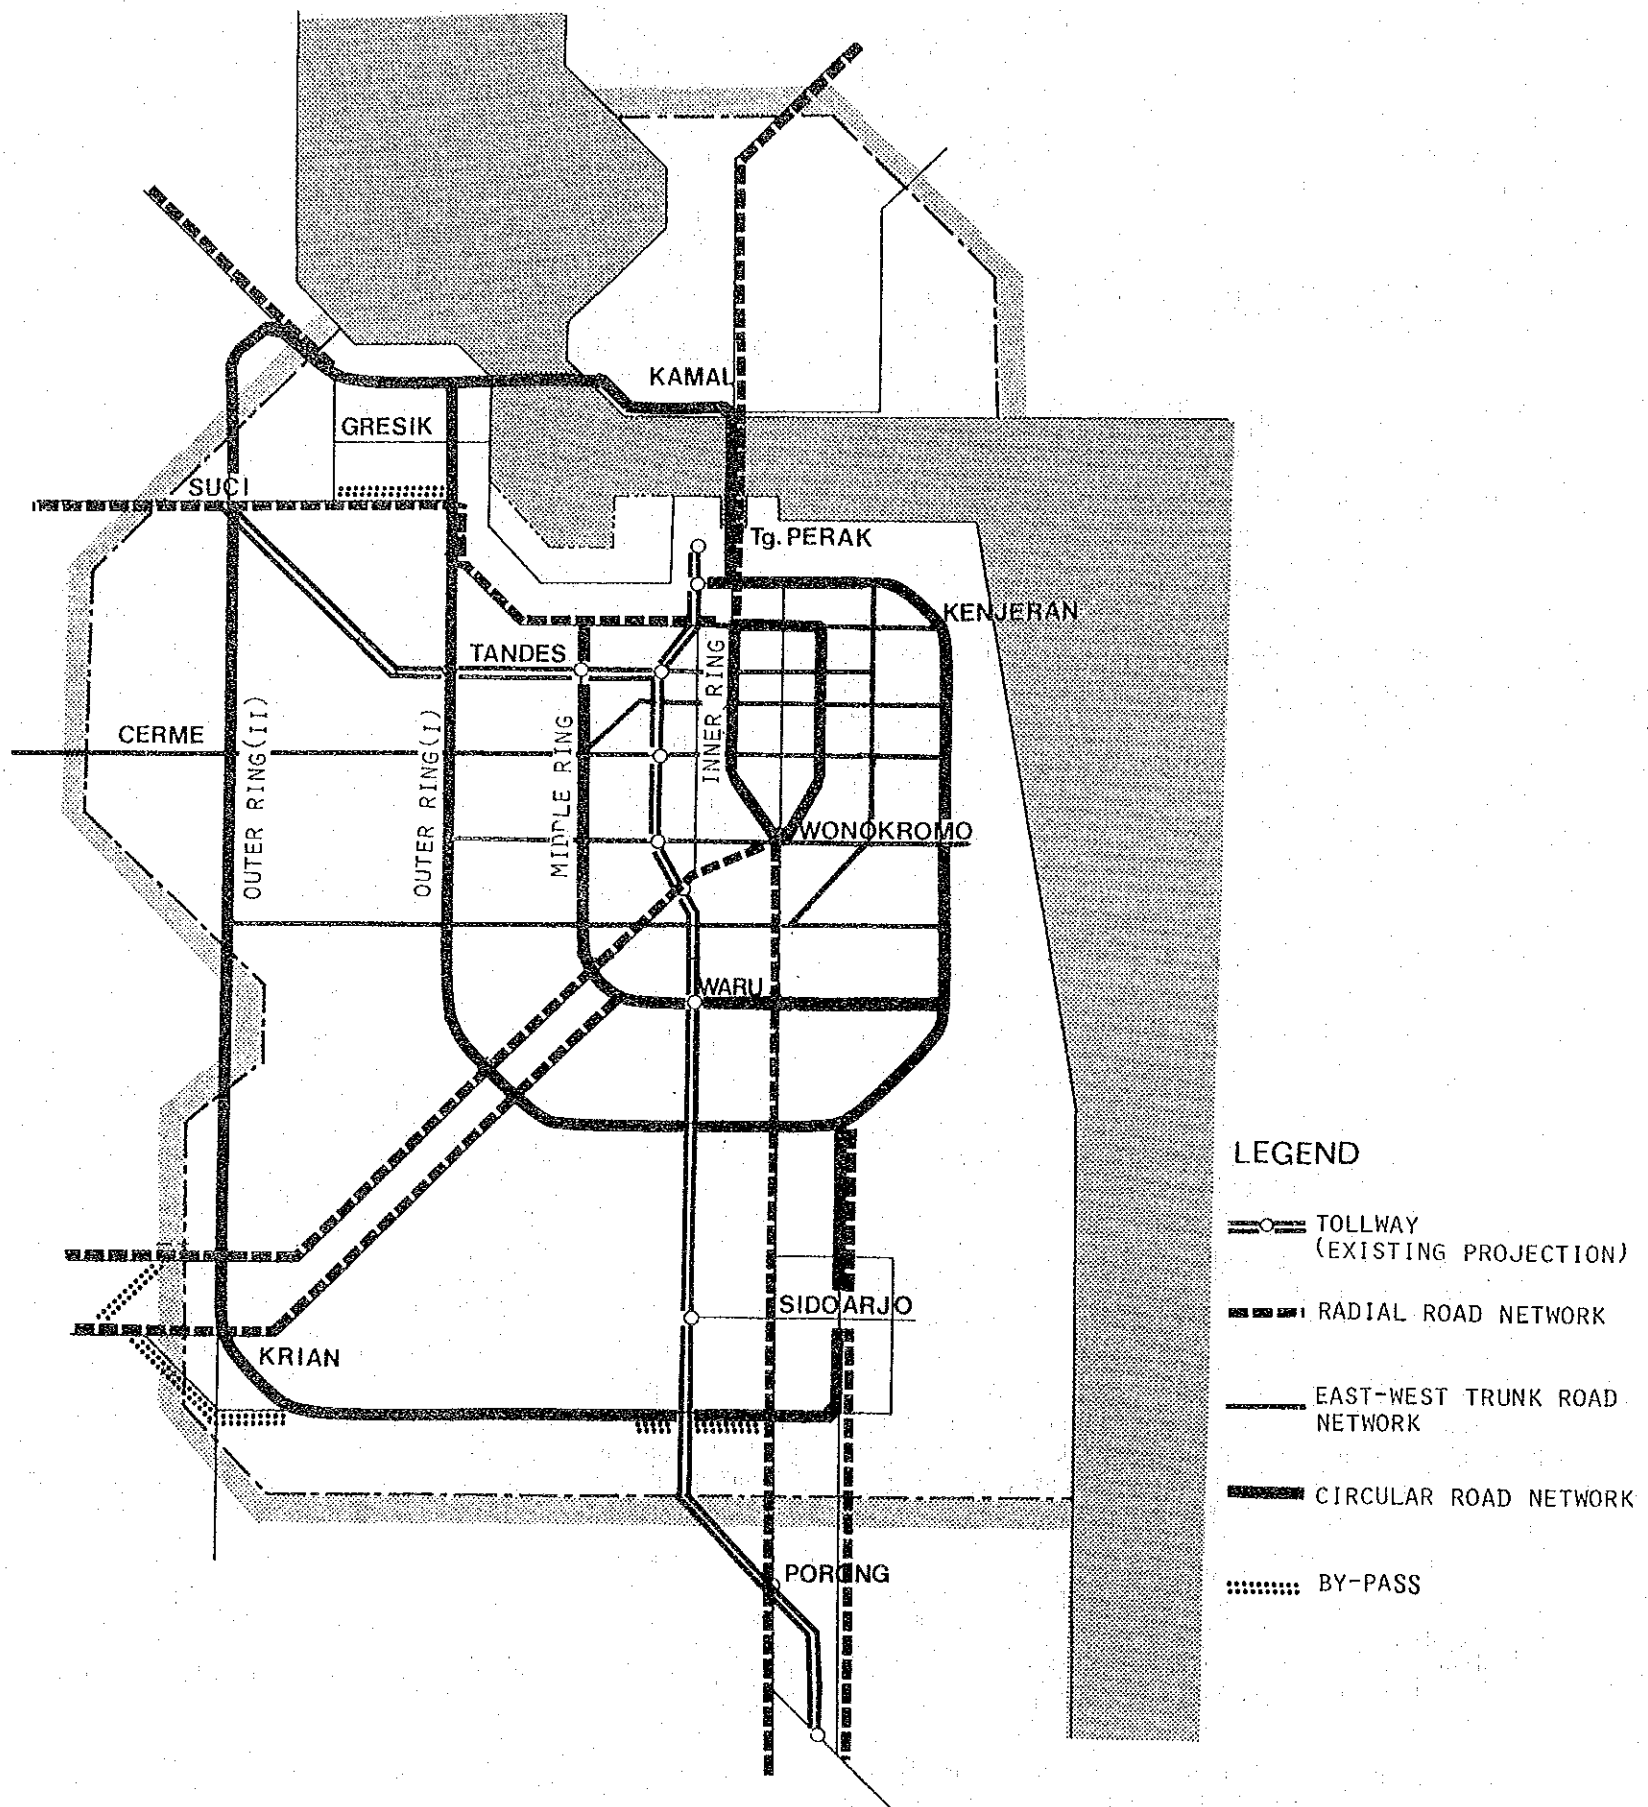 KAMAL
GRESIK
SUCI
Tg. PERAK
KENJERAN
TANDES
INNER RING
CERME
OUTER RING(II)
OUTER RING(I)
MIDDLE RING
WONOKROMO
WARU
LEGEND
TOLLWAY
(EXISTING PROJECTION)
SIDOARJO
RADIAL ROAD NETWORK
KRIAN
EAST-WEST TRUNK ROAD
NETWORK
CIRCULAR ROAD NETWORK
PORONG
BY-PASS